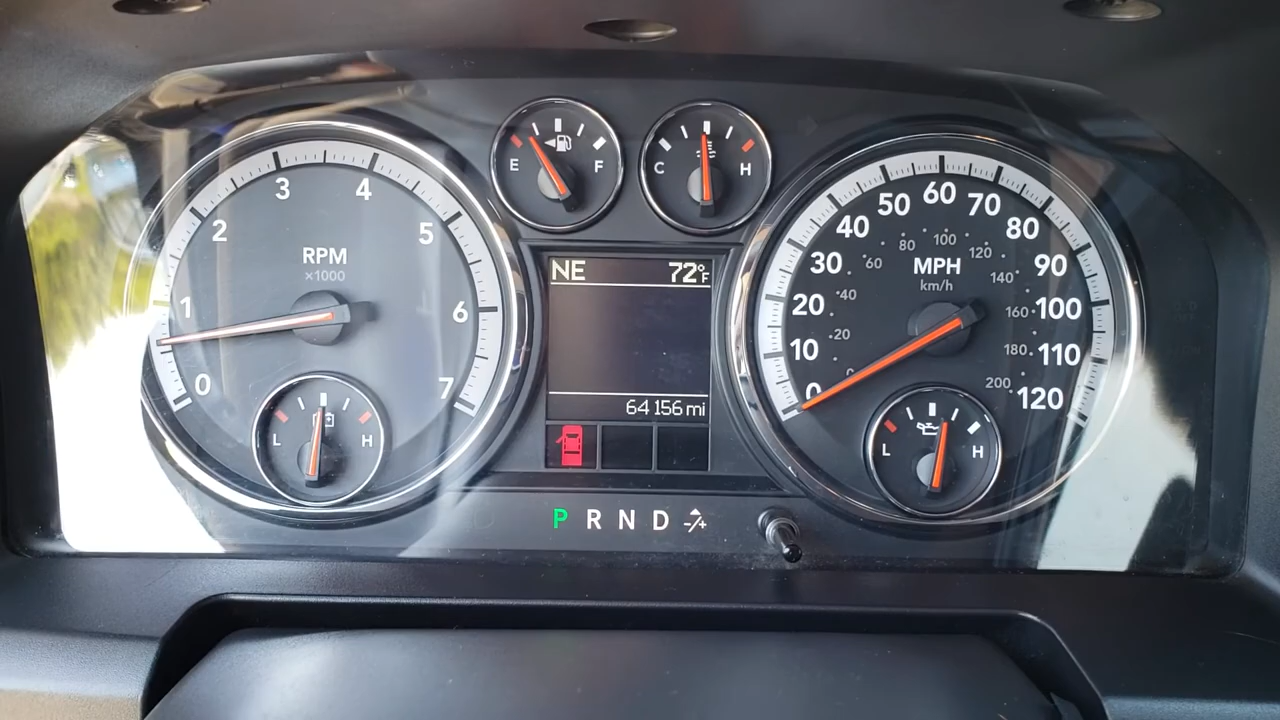 E F
C H
3 4
2 5
RPM
×1000
1 6
0 7
L H
NE 72°F
64156 mi
P R N D -/+
60
50 70
40 80
30 90
20 100
10 110
0 120
MPH
km/h
100
80 120
60 140
40 160
20 180
0 200
L H